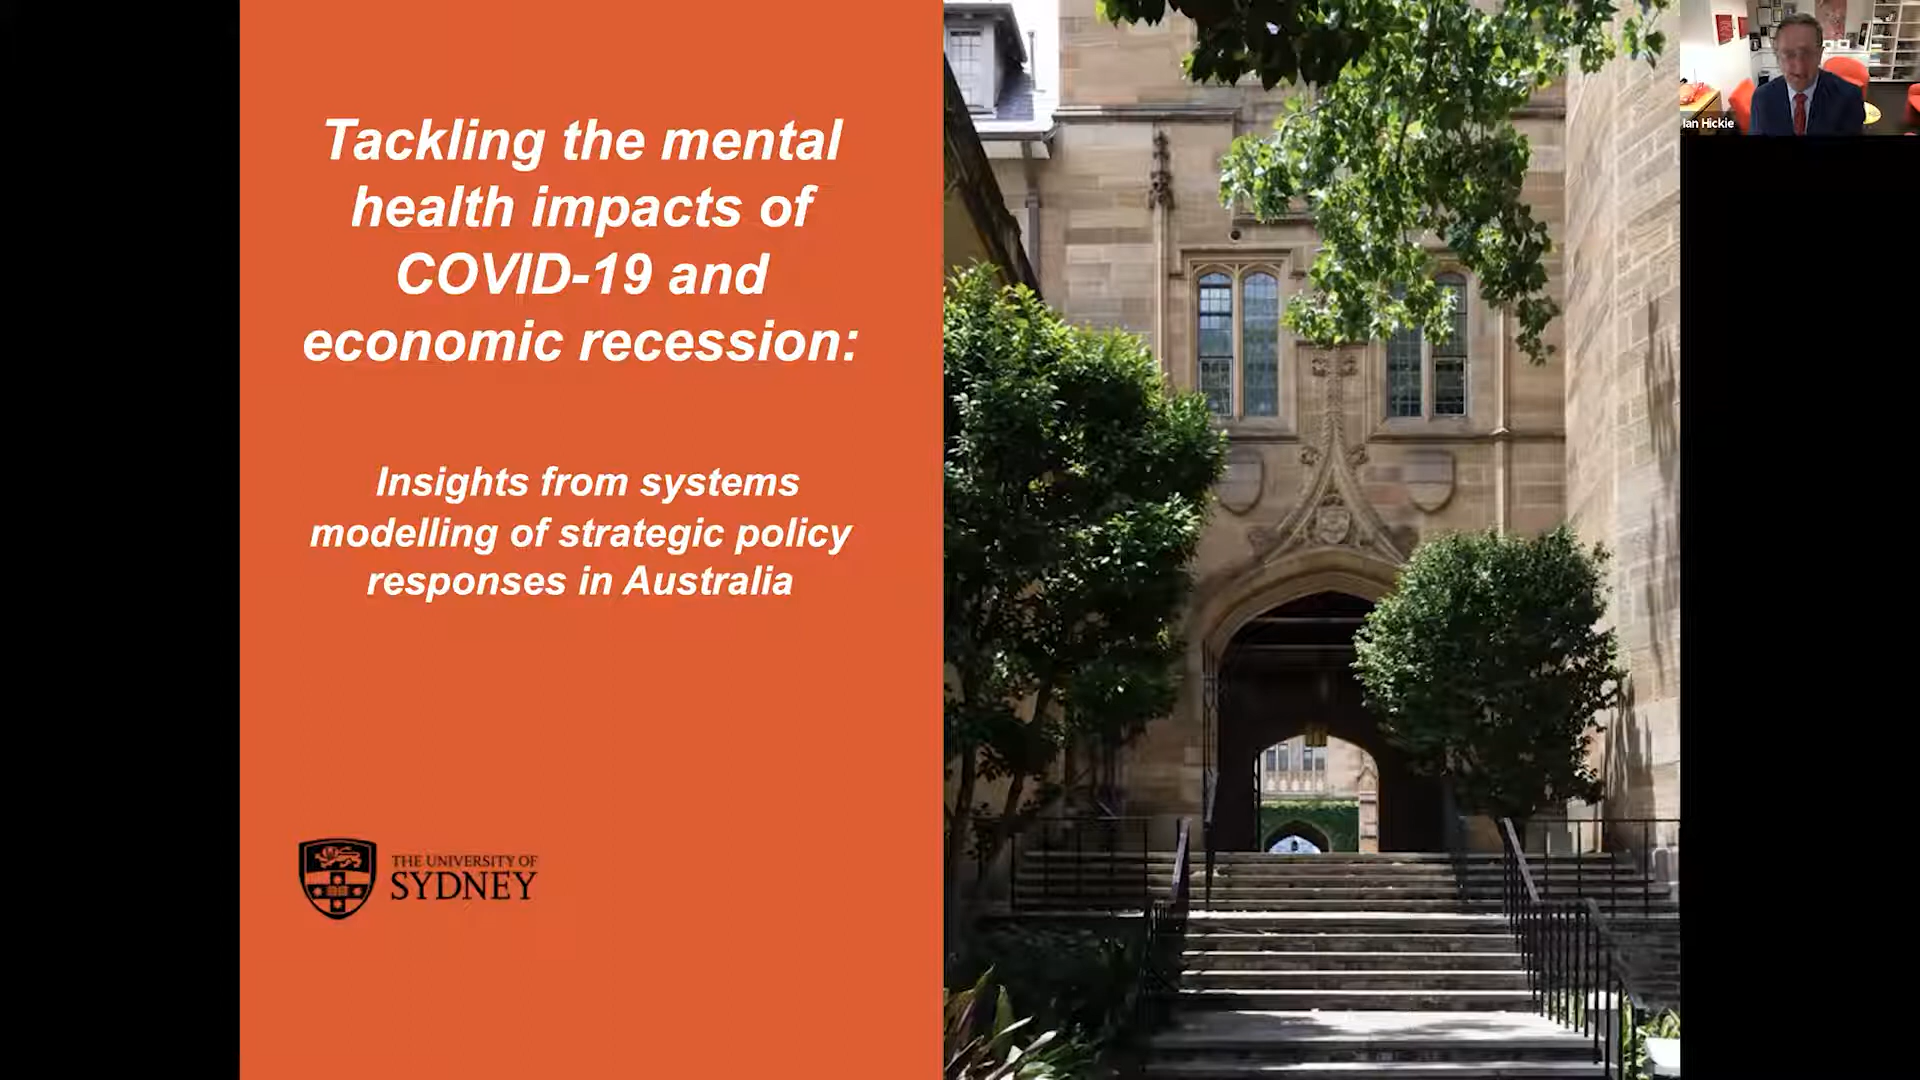 Tackling the mental
health impacts of
COVID-19 and
economic recession:
Insights from systems
modelling of strategic policy
responses in Australia
THE UNIVERSITY OF
SYDNEY
Ian Hickie